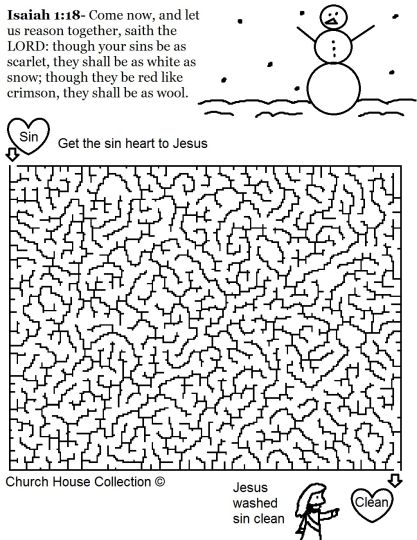 Isaiah 1:18- Come now, and let
us reason together, saith the
LORD: though your sins be as
scarlet, they shall be as white as
snow; though they be red like
crimson, they shall be as wool.
Sin
Get the sin heart to Jesus
Church House Collection ©
Jesus
washed
sin clean
Clean